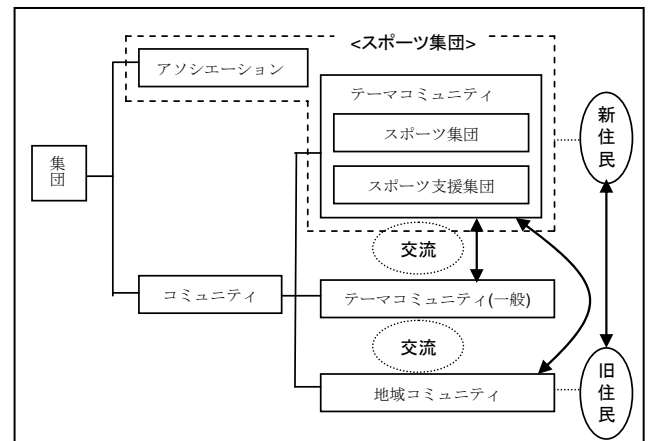 <スポーツ集団>
アソシエーション
テーマコミュニティ
スポーツ集団
スポーツ支援集団
新住民
集団
交流
コミュニティ
テーマコミュニティ(一般)
交流
地域コミュニティ
旧住民